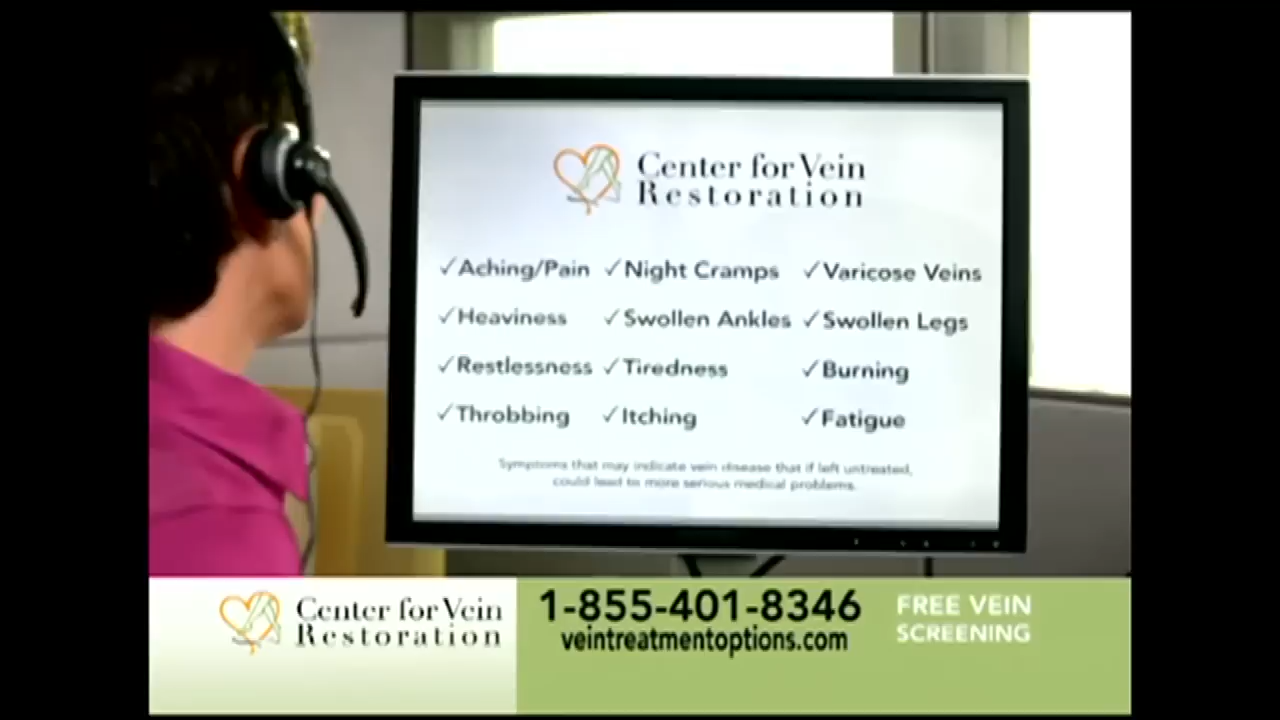 Center for Vein
Restoration
✓Aching/Pain ✓Night Cramps ✓Varicose Veins
✓Heaviness ✓Swollen Ankles ✓Swollen Legs
✓Restlessness ✓Tiredness ✓Burning
✓Throbbing ✓Itching ✓Fatigue
Symptoms that may indicate vein disease that if left untreated,
could lead to more serious medical problems.
Center for Vein
Restoration
1-855-401-8346
veintreatmentoptions.com
FREE VEIN
SCREENING